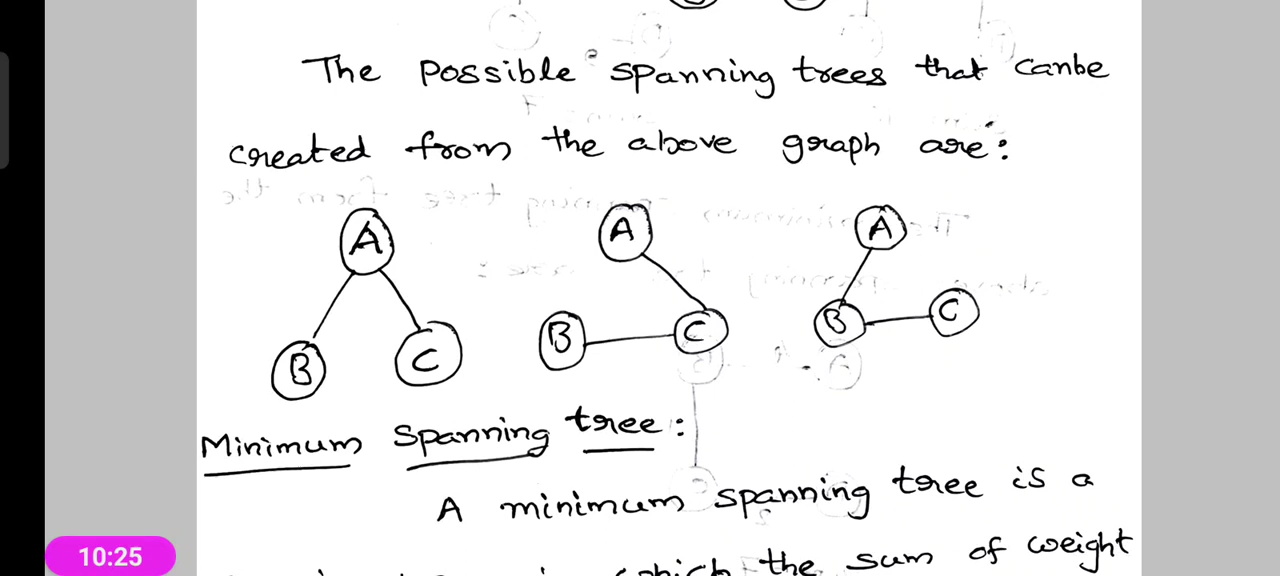 The possible spanning trees that canbe
created from the above graph are:
A A A
B C B C B C
Minimum spanning tree:
A minimum spanning tree is a
which the sum of weight
10:25